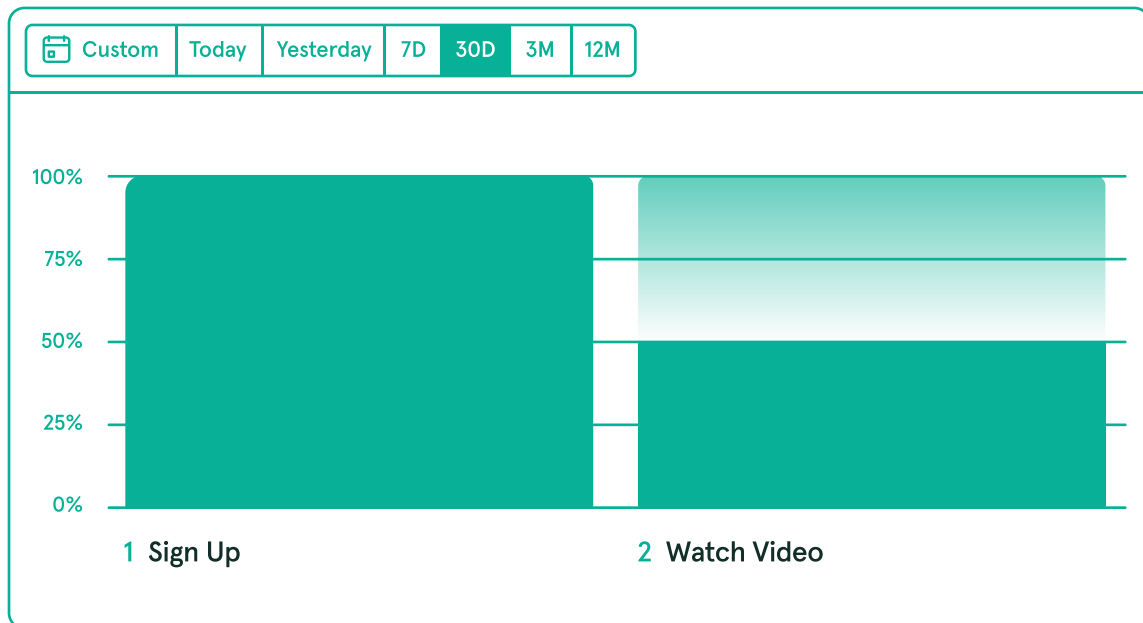 Custom Today Yesterday 7D 30D 3M 12M
100%
75%
50%
25%
0%
1 Sign Up 2 Watch Video